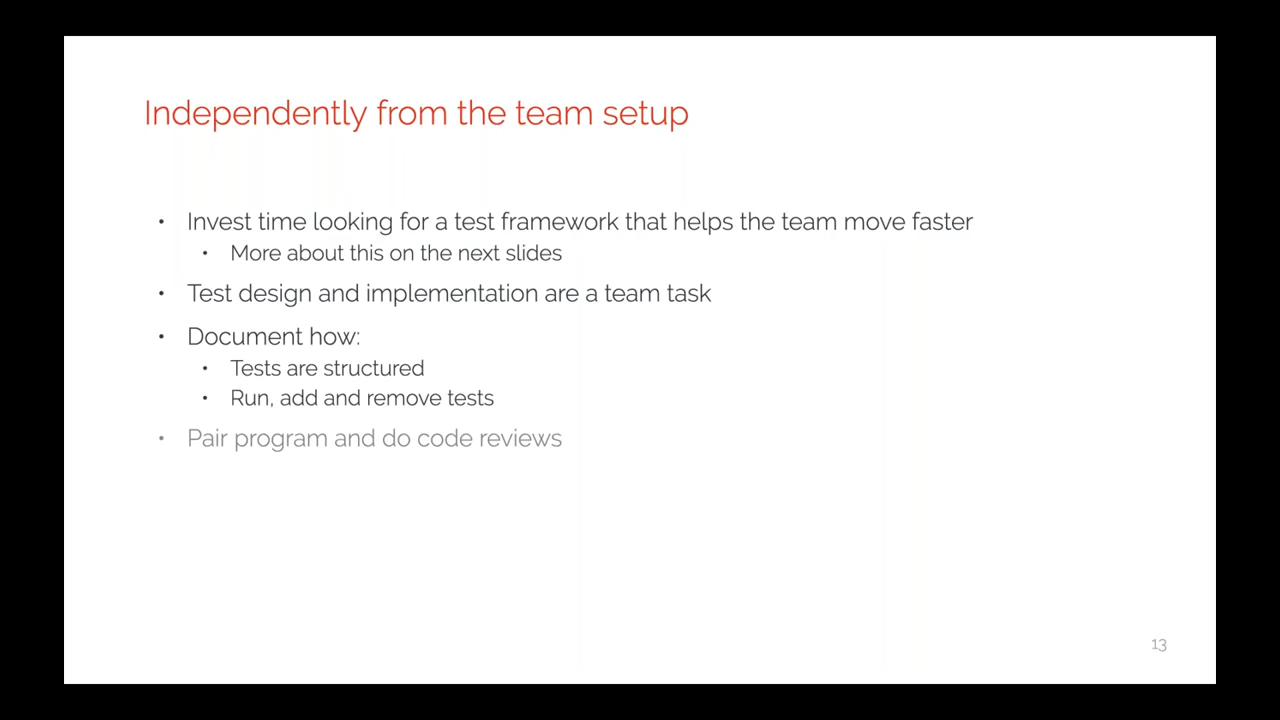 Independently from the team setup
• Invest time looking for a test framework that helps the team move faster
• More about this on the next slides
• Test design and implementation are a team task
• Document how:
• Tests are structured
• Run, add and remove tests
• Pair program and do code reviews
13